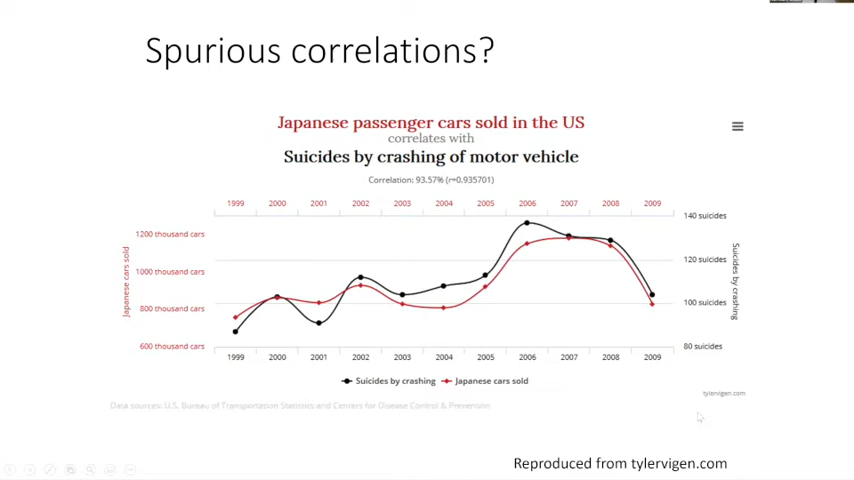 Spurious correlations?
Japanese passenger cars sold in the US
correlates with
Suicides by crashing of motor vehicle
Correlation: 93.57% (r=0.935701)
1999 2000 2001 2002 2003 2004 2005 2006 2007 2008 2009
140 suicides
1200 thousand cars
120 suicides
1000 thousand cars
800 thousand cars
100 suicides
600 thousand cars
80 suicides
Japanese cars sold
Suicides by crashing
1999 2000 2001 2002 2003 2004 2005 2006 2007 2008 2009
Suicides by crashing Japanese cars sold
tylervigen.com
Data sources: U.S. Bureau of Transportation Statistics and Centers for Disease Control & Prevention
Reproduced from tylervigen.com